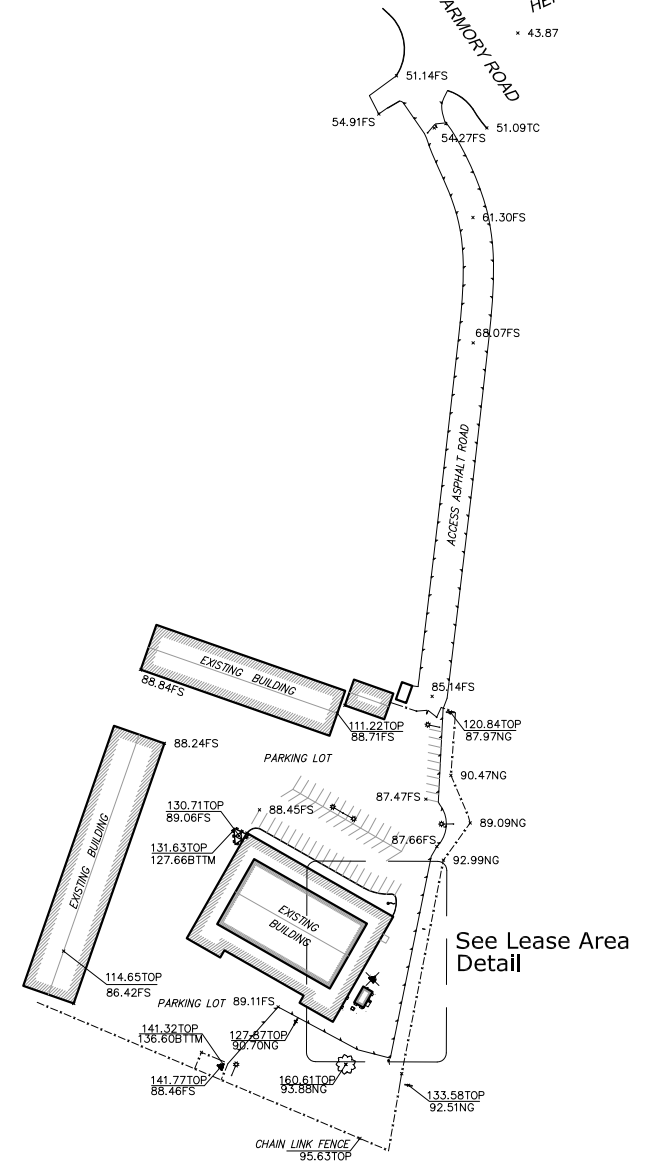 ARMORY ROAD
43.87
51.14FS
54.91FS
54.27FS
51.09TC
61.30FS
68.07FS
ACCESS ASPHALT ROAD
EXISTING BUILDING
88.84FS
85.14FS
111.22TOP
88.71FS
120.84TOP
87.97NG
88.24FS
PARKING LOT
90.47NG
87.47FS
130.71TOP
89.06FS
88.45FS
89.09NG
87.66FS
131.63TOP
127.66BTTM
92.99NG
EXISTING BUILDING
EXISTING
BUILDING
See Lease Area
Detail
114.65TOP
86.42FS
PARKING LOT
89.11FS
141.32TOP
136.60BTTM
127.87TOP
90.70NG
141.77TOP
88.46FS
160.61TOP
93.88NG
133.58TOP
92.51NG
CHAIN LINK FENCE
95.63TOP